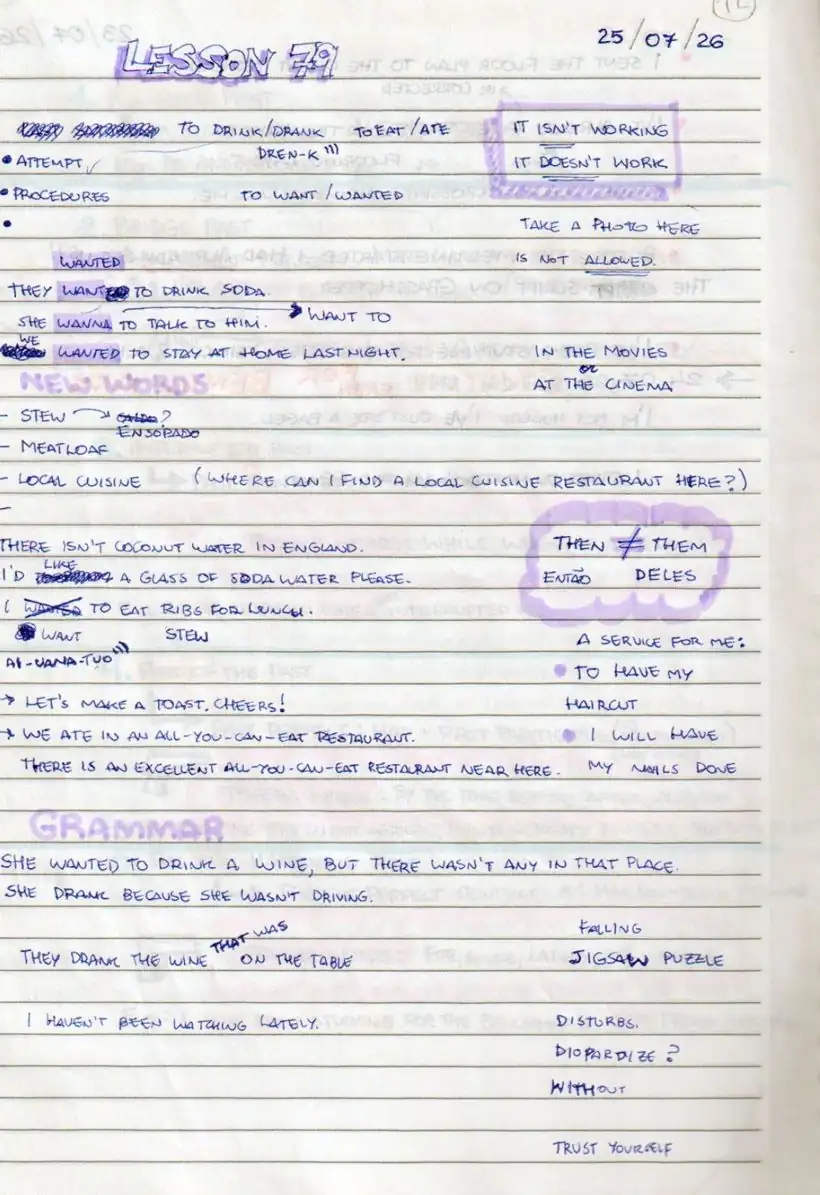 25/07/26
LESSON 79
TO DRINK/DRANK TO EAT/ATE
DREN-K
• ATTEMPT
• PROCEDURES TO WANT/WANTED
IT ISN'T WORKING
IT DOESN'T WORK
TAKE A PHOTO HERE
IS NOT ALLOWED.
WANTED
THEY WANT TO DRINK SODA.
SHE WANNA TO TALK TO HIM. → WANT TO
WE
WANTED TO STAY AT HOME LAST NIGHT.
IN THE MOVIES
OR
AT THE CINEMA
NEW WORDS
- STEW → CALDO?
ENSOPADO
- MEATLOAF
- LOCAL CUISINE (WHERE CAN I FIND A LOCAL CUISINE RESTAURANT HERE?)
-
THERE ISN'T COCONUT WATER IN ENGLAND.
LIKE
I'D A GLASS OF SODA WATER PLEASE.
I WANTED TO EAT RIBS FOR LUNCH.
WANT STEW
AI-UANA-TUO
THEN ≠ THEM
ENTÃO DELES
A SERVICE FOR ME:
• TO HAVE MY
HAIRCUT
• I WILL HAVE
MY NAILS DONE
→ LET'S MAKE A TOAST. CHEERS!
→ WE ATE IN AN ALL-YOU-CAN-EAT RESTAURANT.
THERE IS AN EXCELLENT ALL-YOU-CAN-EAT RESTAURANT NEAR HERE.
GRAMMAR
SHE WANTED TO DRINK A WINE, BUT THERE WASN'T ANY IN THAT PLACE.
SHE DRANK BECAUSE SHE WASN'T DRIVING.
THAT WAS
THEY DRANK THE WINE ON THE TABLE
FALLING
JIGSAW PUZZLE
I HAVEN'T BEEN WATCHING LATELY.
DISTURBS.
DIOPARDIZE?
WITHOUT
TRUST YOURSELF